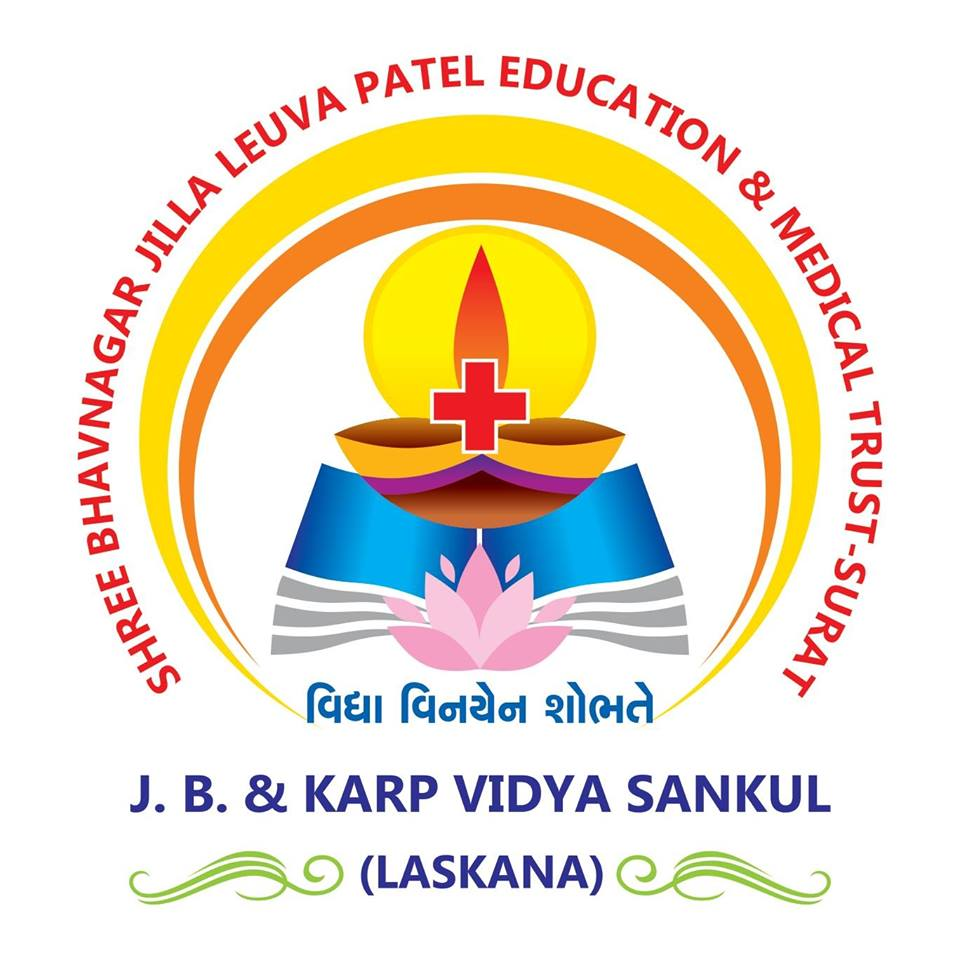 SHREE BHAVNAGAR JILLA LEUVA PATEL EDUCATION & MEDICAL TRUST-SURAT
વિદ્યા વિનયેન શોભતે
J. B. & KARP VIDYA SANKUL
(LASKANA)